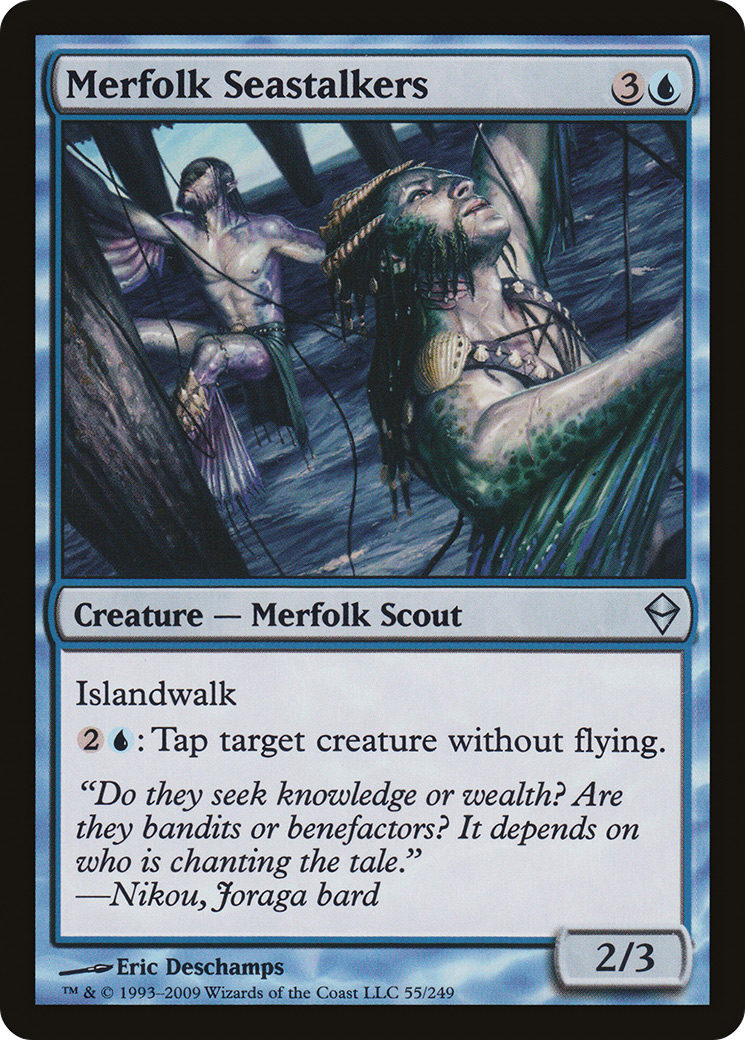 Merfolk Seastalkers 3
Creature — Merfolk Scout
Islandwalk
2 : Tap target creature without flying.
“Do they seek knowledge or wealth? Are
they bandits or benefactors? It depends on
who is chanting the tale.”
—Nikou, Joraga bard
2/3
Eric Deschamps
™ & © 1993–2009 Wizards of the Coast LLC 55/249